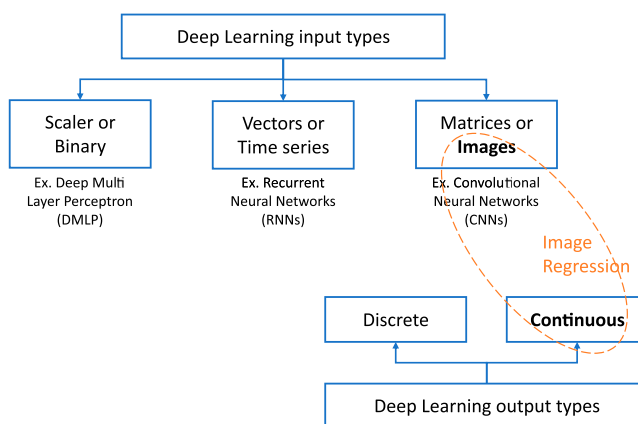 Deep Learning input types
Scaler or
Binary
Vectors or
Time series
Matrices or
Images
Ex. Deep Multi
Layer Perceptron
(DMLP)
Ex. Recurrent
Neural Networks
(RNNs)
Ex. Convolutional
Neural Networks
(CNNs)
Image
Regression
Discrete
Continuous
Deep Learning output types